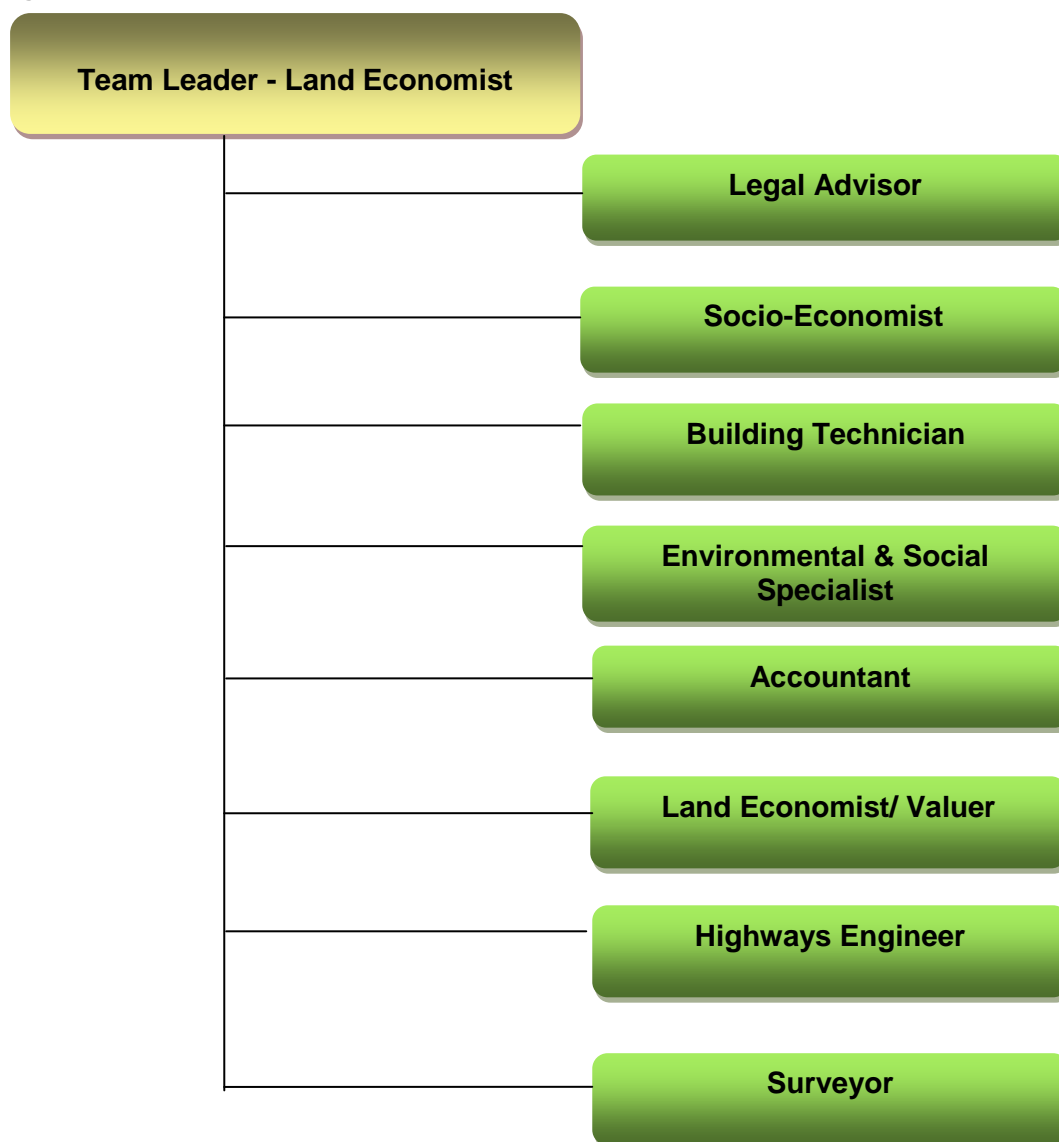 Team Leader - Land Economist
Legal Advisor
Socio-Economist
Building Technician
Environmental & Social
Specialist
Accountant
Land Economist/ Valuer
Highways Engineer
Surveyor